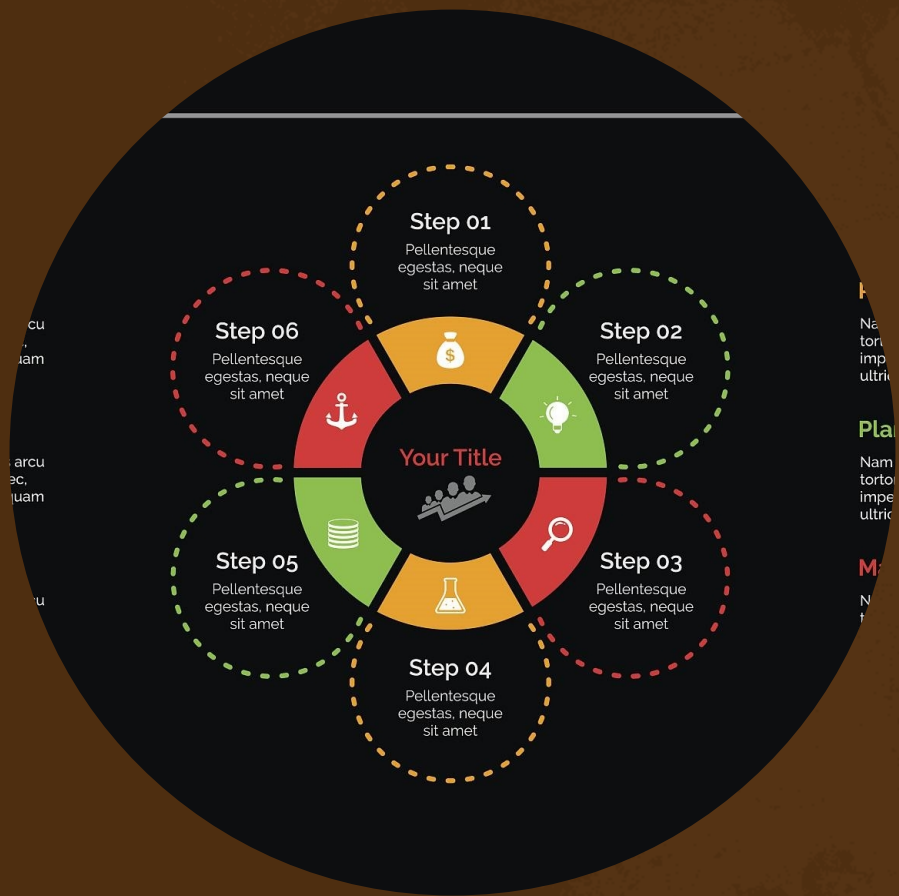 Step 01
Pellentesque
egestas, neque
sit amet
Step 06
Pellentesque
egestas, neque
sit amet
Step 02
Pellentesque
egestas, neque
sit amet
$
Your Title
Step 05
Pellentesque
egestas, neque
sit amet
Step 03
Pellentesque
egestas, neque
sit amet
Step 04
Pellentesque
egestas, neque
sit amet
arcu
Nam